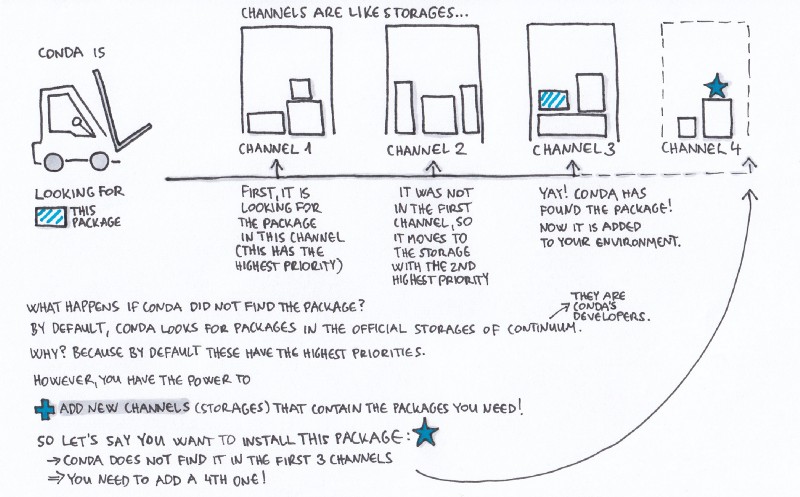 CHANNELS ARE LIKE STORAGES...
CONDA IS
LOOKING FOR
THIS
PACKAGE
CHANNEL 1
CHANNEL 2
CHANNEL 3
CHANNEL 4
FIRST, IT IS
LOOKING FOR
THE PACKAGE
IN THIS CHANNEL
(THIS HAS THE
HIGHEST PRIORITY)
IT WAS NOT
IN THE FIRST
CHANNEL, SO
IT MOVES TO
THE STORAGE
WITH THE 2ND
HIGHEST PRIORITY
YAY! CONDA HAS
FOUND THE PACKAGE!
NOW IT IS ADDED
TO YOUR ENVIRONMENT.
WHAT HAPPENS IF CONDA DID NOT FIND THE PACKAGE?
BY DEFAULT, CONDA LOOKS FOR PACKAGES IN THE OFFICIAL STORAGES OF CONTINUUM.
THEY ARE
CONDA'S
DEVELOPERS.
WHY? BECAUSE BY DEFAULT THESE HAVE THE HIGHEST PRIORITIES.
HOWEVER, YOU HAVE THE POWER TO
ADD NEW CHANNELS (STORAGES) THAT CONTAIN THE PACKAGES YOU NEED!
SO LET'S SAY YOU WANT TO INSTALL THIS PACKAGE:
→ CONDA DOES NOT FIND IT IN THE FIRST 3 CHANNELS
⇒ YOU NEED TO ADD A 4TH ONE!